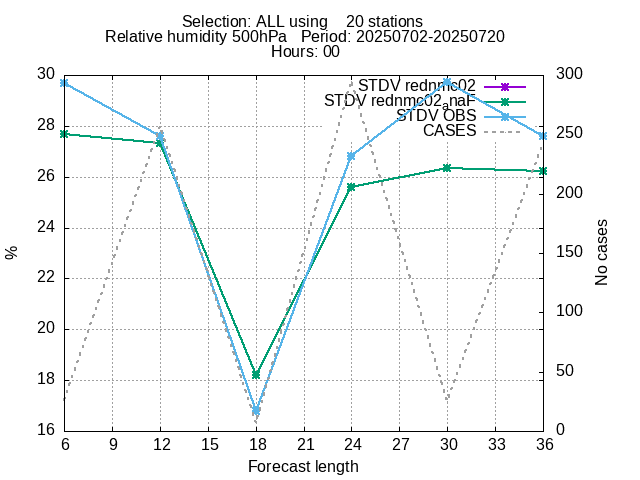 Selection: ALL using    20 stations
Relative humidity 500hPa   Period: 20250702-20250720
Hours: 00
STDV rednmc02
STDV rednmc02_naF
STDV OBS
CASES
30
28
26
24
22
20
18
16
%
300
250
200
150
100
50
0
No cases
6 9 12 15 18 21 24 27 30 33 36
Forecast length